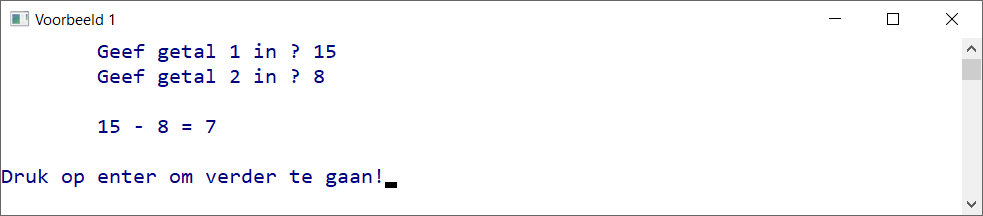 Voorbeeld 1
Geef getal 1 in ? 15
Geef getal 2 in ? 8
15 - 8 = 7
Druk op enter om verder te gaan!